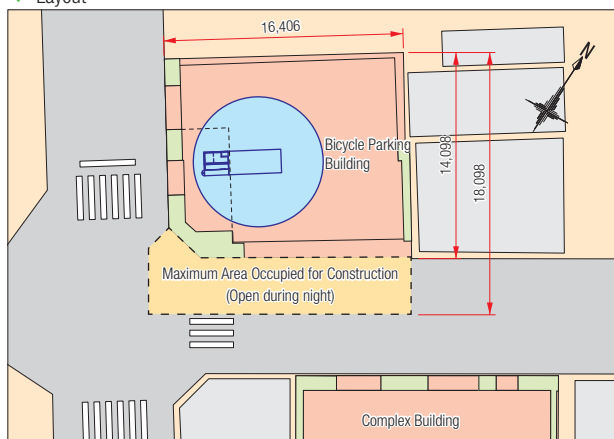 Layout
16,406
N
Bicycle Parking
Building
14,098
18,098
Maximum Area Occupied for Construction
(Open during night)
Complex Building